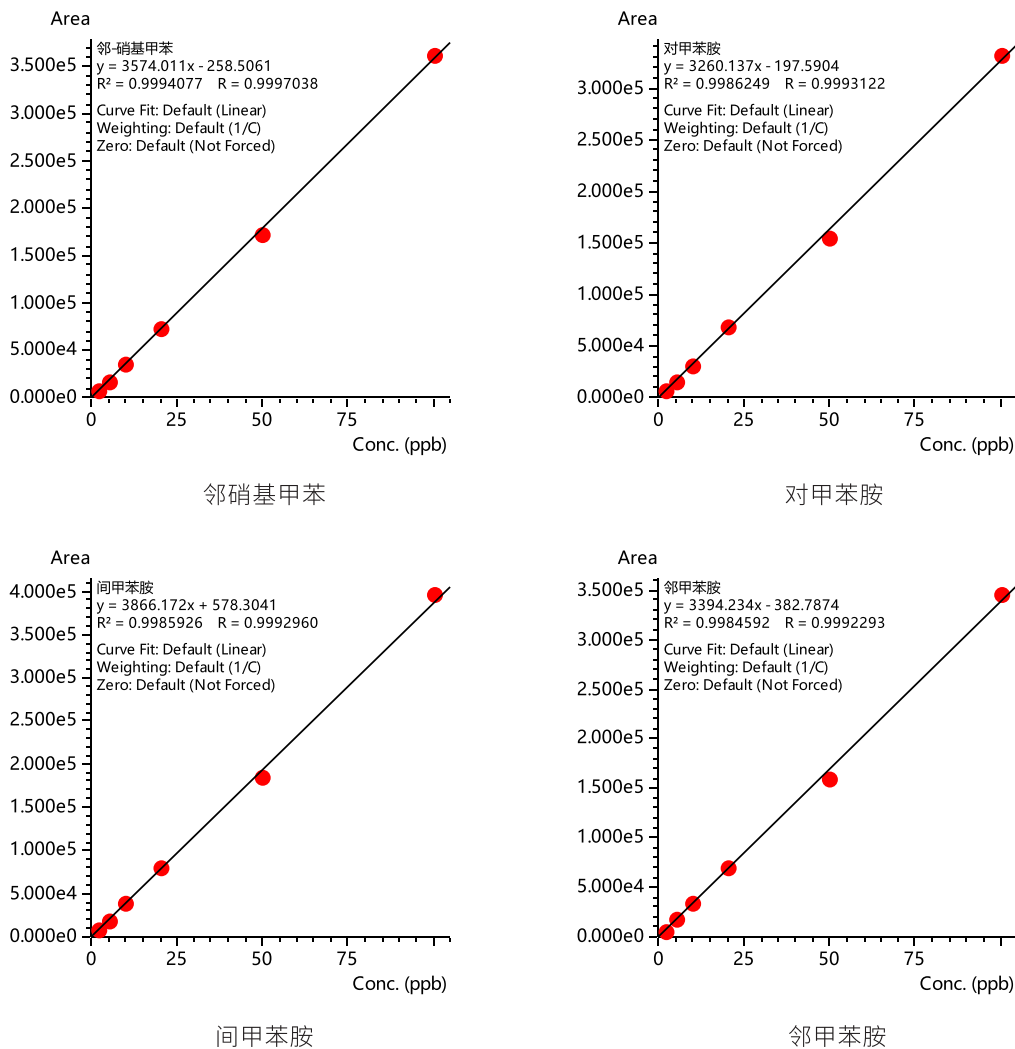 Area
邻-硝基甲苯
y = 3574.011x - 258.5061
R² = 0.9994077 R = 0.9997038
Curve Fit: Default (Linear)
Weighting: Default (1/C)
Zero: Default (Not Forced)
3.500e5
3.000e5
2.500e5
2.000e5
1.500e5
1.000e5
5.000e4
0.000e0
0 25 50 75
Conc. (ppb)
邻硝基甲苯
Area
对甲苯胺
y = 3260.137x - 197.5904
R² = 0.9986249 R = 0.9993122
Curve Fit: Default (Linear)
Weighting: Default (1/C)
Zero: Default (Not Forced)
3.000e5
2.500e5
2.000e5
1.500e5
1.000e5
5.000e4
0.000e0
0 25 50 75
Conc. (ppb)
对甲苯胺
Area
间甲苯胺
y = 3866.172x + 578.3041
R² = 0.9985926 R = 0.9992960
Curve Fit: Default (Linear)
Weighting: Default (1/C)
Zero: Default (Not Forced)
4.000e5
3.500e5
3.000e5
2.500e5
2.000e5
1.500e5
1.000e5
5.000e4
0.000e0
0 25 50 75
Conc. (ppb)
间甲苯胺
Area
邻甲苯胺
y = 3394.234x - 382.7874
R² = 0.9984592 R = 0.9992293
Curve Fit: Default (Linear)
Weighting: Default (1/C)
Zero: Default (Not Forced)
3.500e5
3.000e5
2.500e5
2.000e5
1.500e5
1.000e5
5.000e4
0.000e0
0 25 50 75
Conc. (ppb)
邻甲苯胺